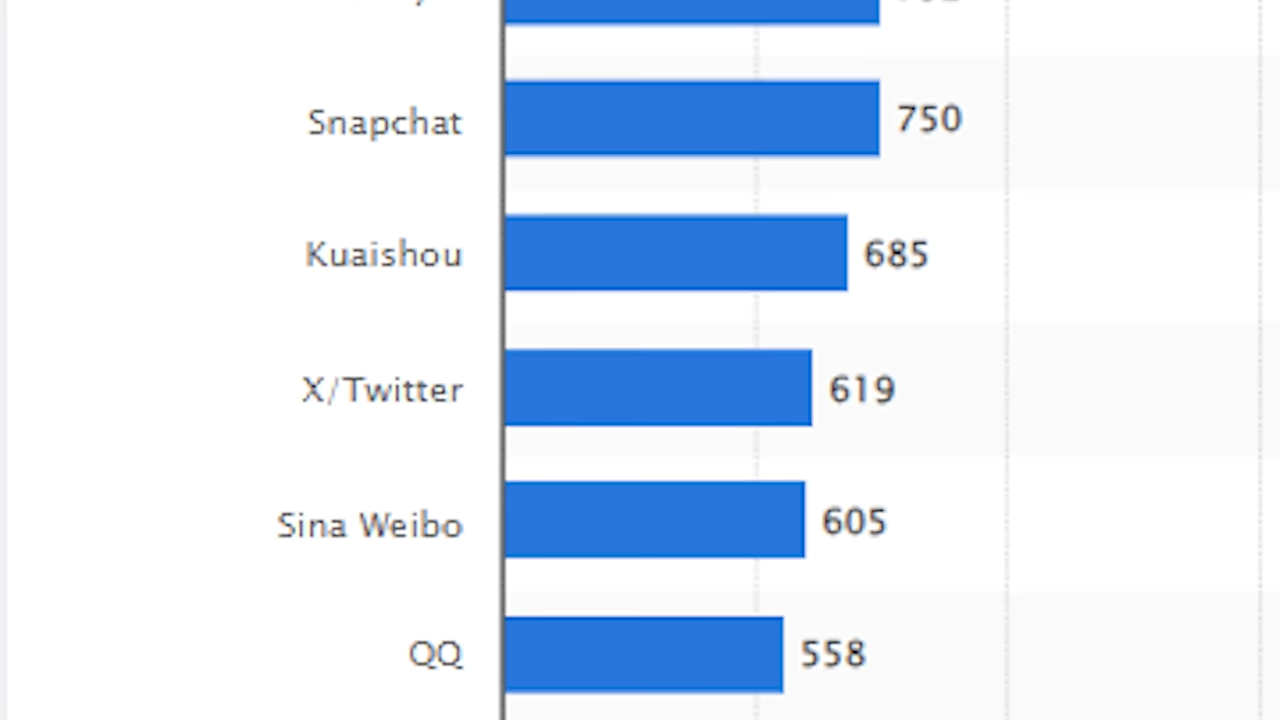 Snapchat 750
Kuaishou 685
X/Twitter 619
Sina Weibo 605
QQ 558